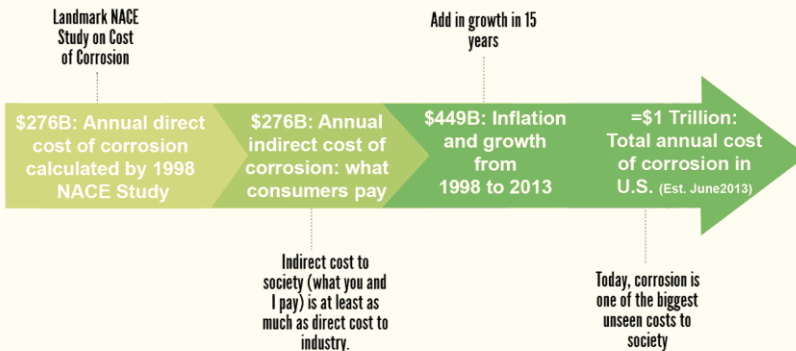 Landmark NACE
Study on Cost
of Corrosion
Add in growth in 15
years
$276B: Annual direct
cost of corrosion
calculated by 1998
NACE Study
$276B: Annual
indirect cost of
corrosion: what
consumers pay
$449B: Inflation
and growth
from
1998 to 2013
=$1 Trillion:
Total annual cost
of corrosion in
U.S. (Est. June2013)
Indirect cost to
society (what you and
I pay) is at least as
much as direct cost to
industry.
Today, corrosion is
one of the biggest
unseen costs to
society